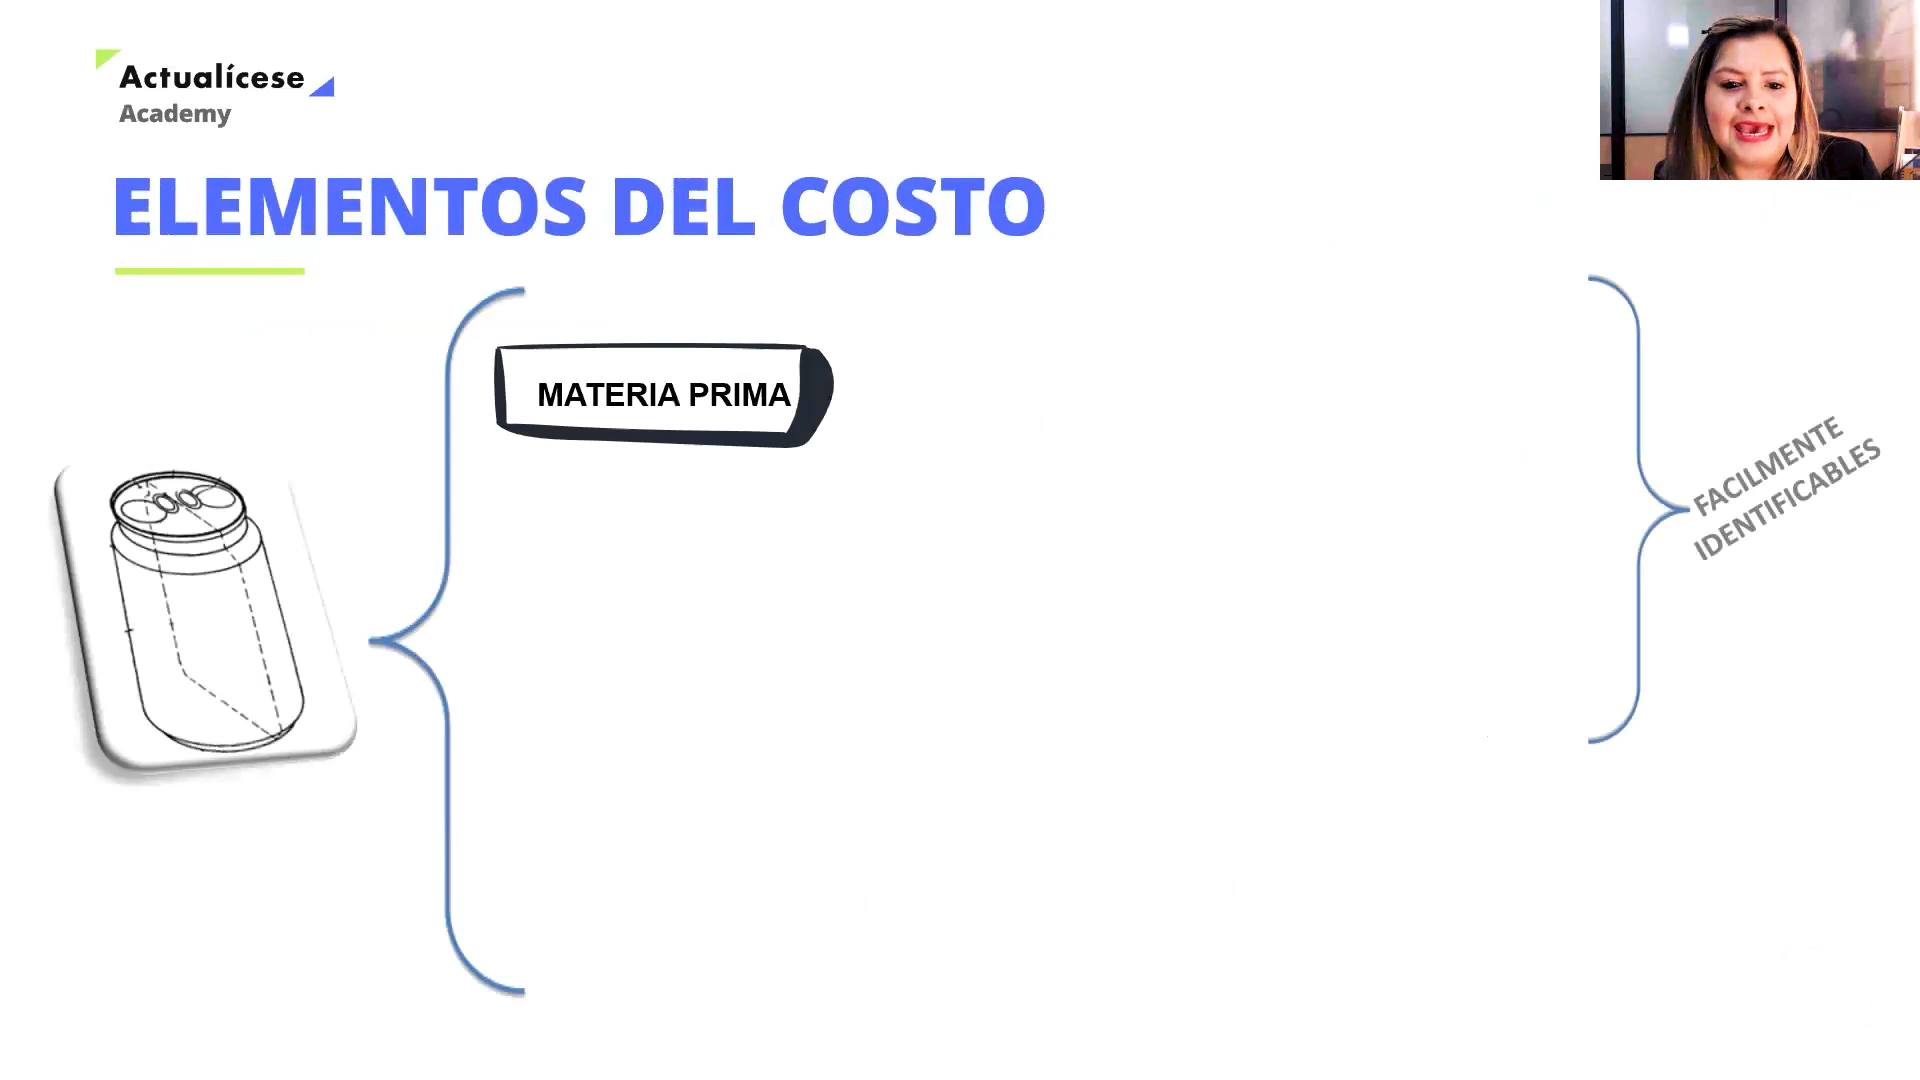 Actualícese
Academy
ELEMENTOS DEL COSTO
MATERIA PRIMA
FACILMENTE
IDENTIFICABLES